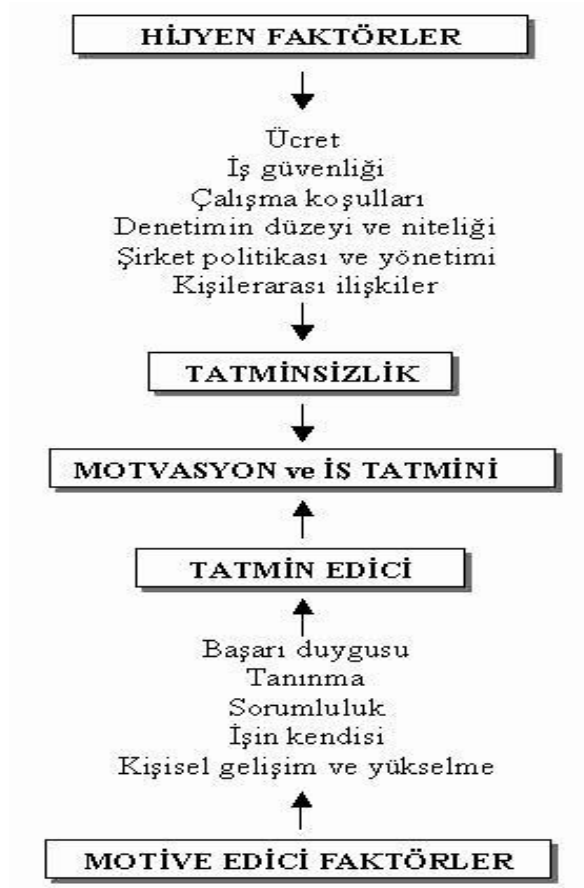 HİJYEN FAKTÖRLER
Ücret
İş güvenliği
Çalışma koşulları
Denetimin düzeyi ve niteliği
Şirket politikası ve yönetimi
Kişilerarası ilişkiler
TATMİNSİZLİK
MOTVASYON ve İŞ TATMİNİ
TATMİN EDİCİ
Başarı duygusu
Tanınma
Sorumluluk
İşin kendisi
Kişisel gelişim ve yükselme
MOTİVE EDİCİ FAKTÖRLER